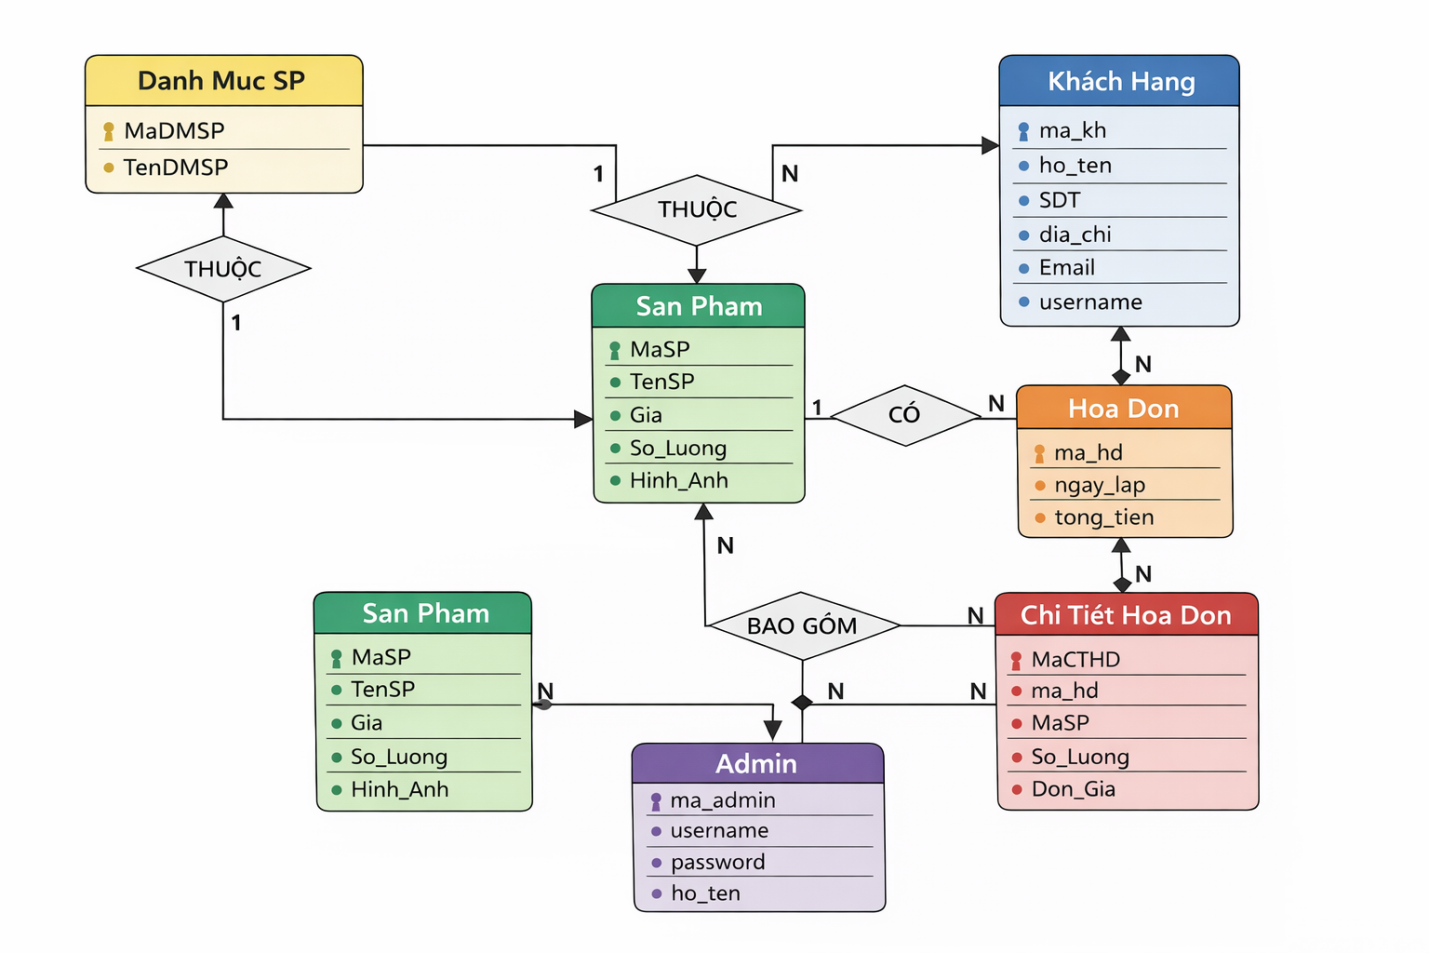 Danh Muc SP
MaDMSP
TenDMSP
THUỘC
1
1
THUỘC
N
Khách Hang
ma_kh
ho_ten
SDT
dia_chi
Email
username
San Pham
MaSP
TenSP
Gia
So_Luong
Hinh_Anh
1
CÓ
N
N
Hoa Don
ma_hd
ngay_lap
tong_tien
N
N
BAO GÓM
N
Chi Tiét Hoa Don
MaCTHD
ma_hd
MaSP
So_Luong
Don_Gia
San Pham
MaSP
TenSP
Gia
So_Luong
Hinh_Anh
N
N
N
Admin
ma_admin
username
password
ho_ten